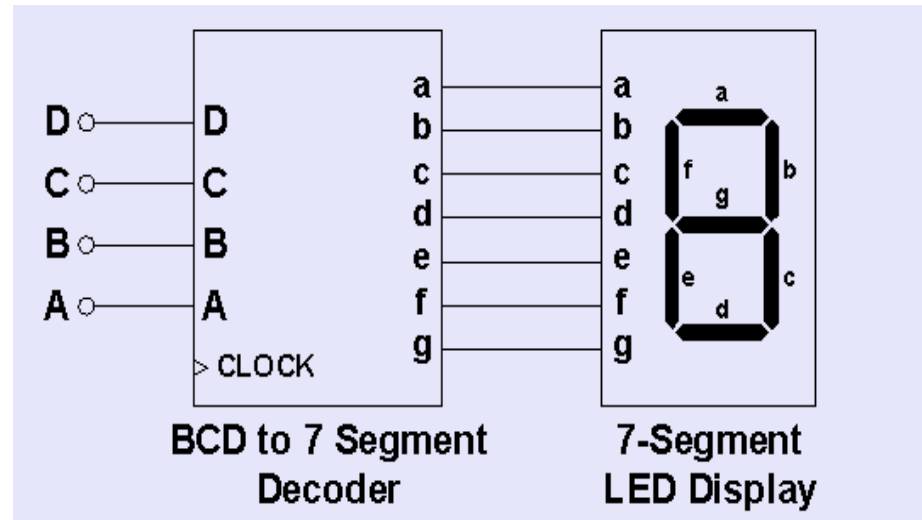 D
C
B
A
D
C
B
A
> CLOCK
a
b
c
d
e
f
g
a
b
c
d
e
f
g
a
f
b
g
e
c
d
BCD to 7 Segment
Decoder
7-Segment
LED Display